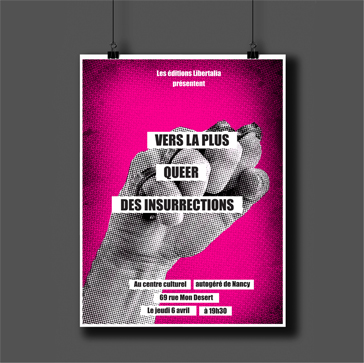 Les éditions Libertalia
présentent
VERS LA PLUS
QUEER
DES INSURRECTIONS
Au centre culturel autogéré de Nancy
69 rue Mon Desert
Le jeudi 6 avril à 19h30